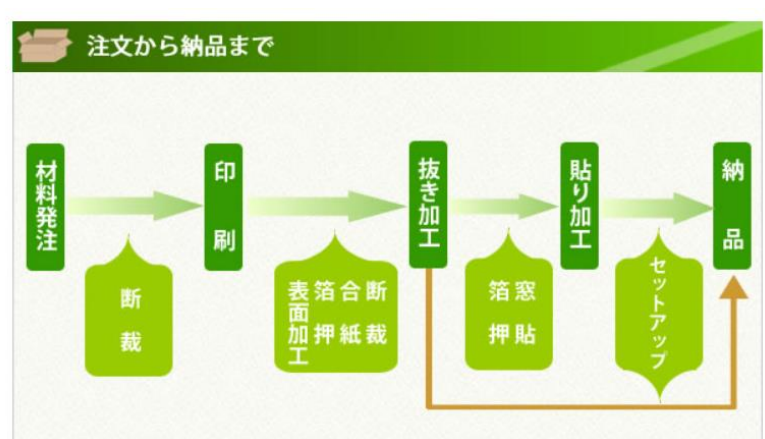 注文から納品まで
材料発注
印刷
抜き加工
貼り加工
納品
断裁
断裁
合紙
箔押
表面加工
窓貼
箔押
セットアップ